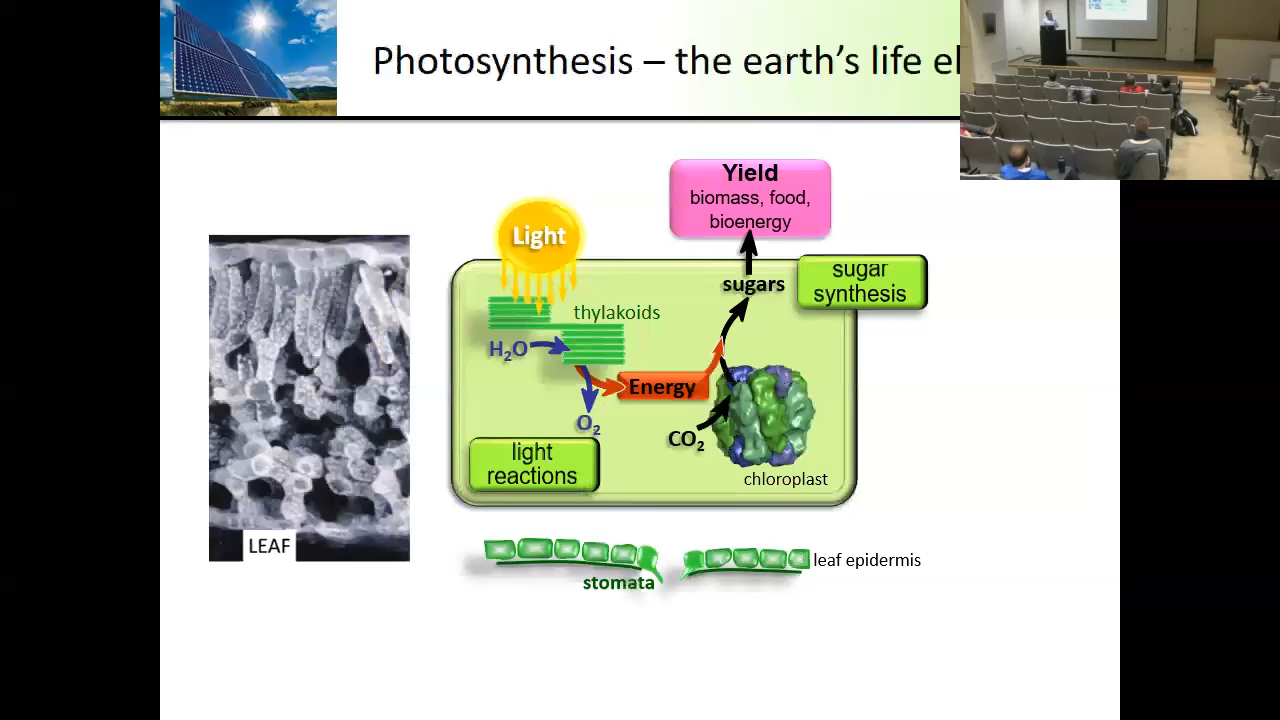 Photosynthesis – the earth's life
Yield
biomass, food,
bioenergy
Light
sugars
sugar
synthesis
thylakoids
H₂O
Energy
O₂
CO₂
light
reactions
chloroplast
LEAF
leaf epidermis
stomata